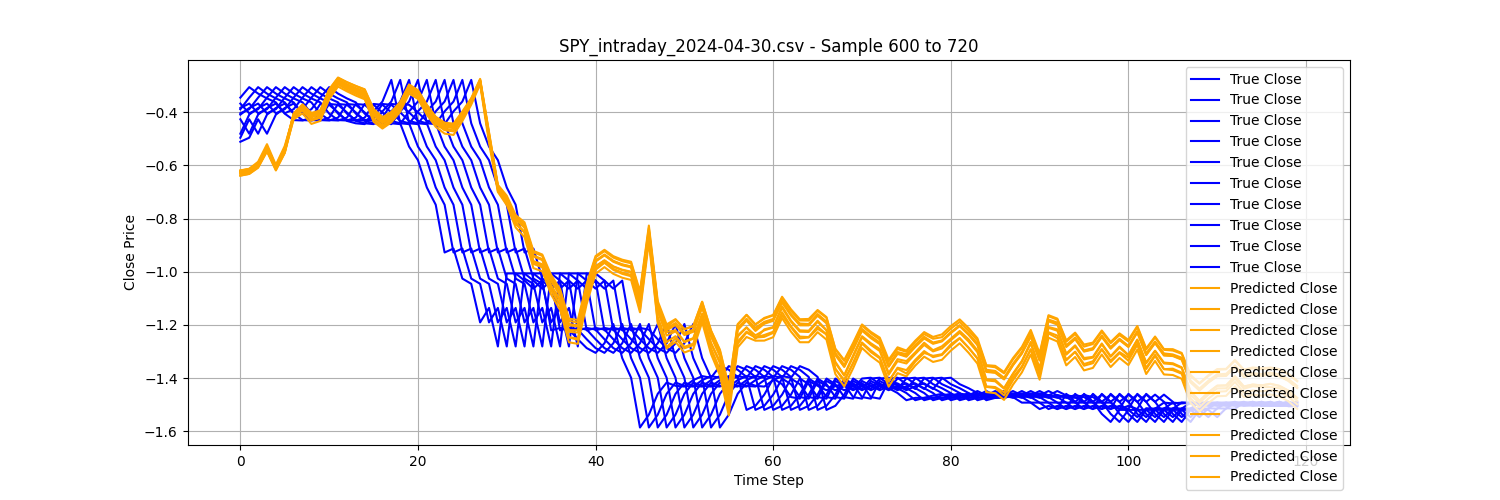 SPY_intraday_2024-04-30.csv - Sample 600 to 720
True Close
True Close
True Close
True Close
True Close
True Close
True Close
True Close
True Close
True Close
Predicted Close
Predicted Close
Predicted Close
Predicted Close
Predicted Close
Predicted Close
Predicted Close
Predicted Close
Predicted Close
Predicted Close
Close Price
−0.4
−0.6
−0.8
−1.0
−1.2
−1.4
−1.6
0 20 40 60 80 100 120
Time Step